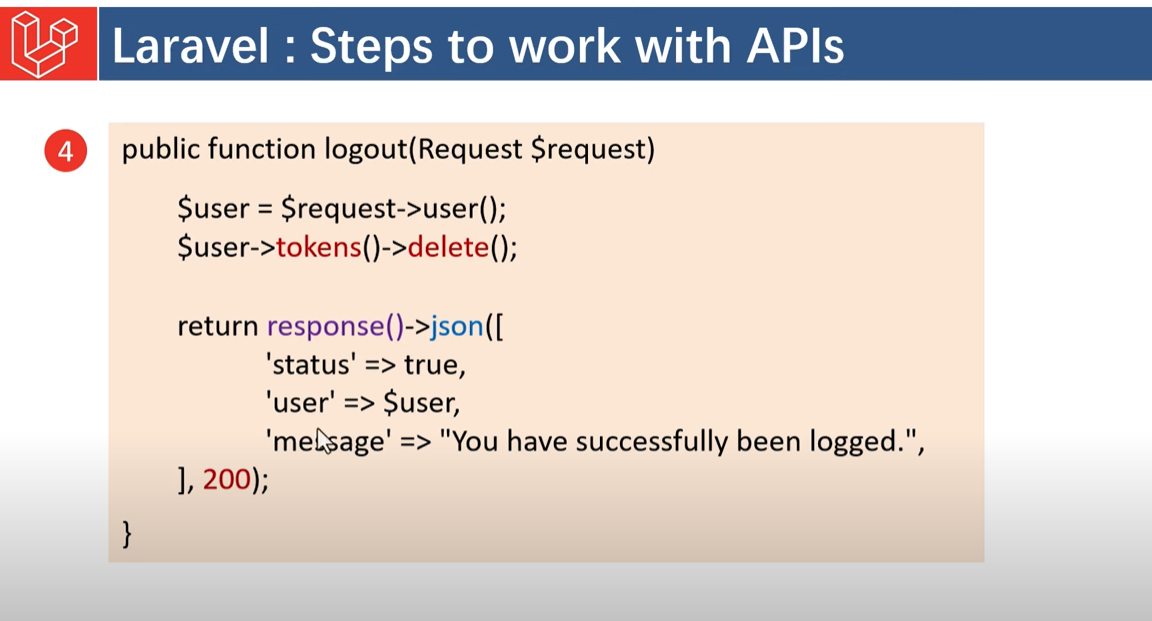 Laravel : Steps to work with APIs
4
public function logout(Request $request)
$user = $request->user();
$user->tokens()->delete();
return response()->json([
'status' => true,
'user' => $user,
'message' => "You have successfully been logged.",
], 200);
}